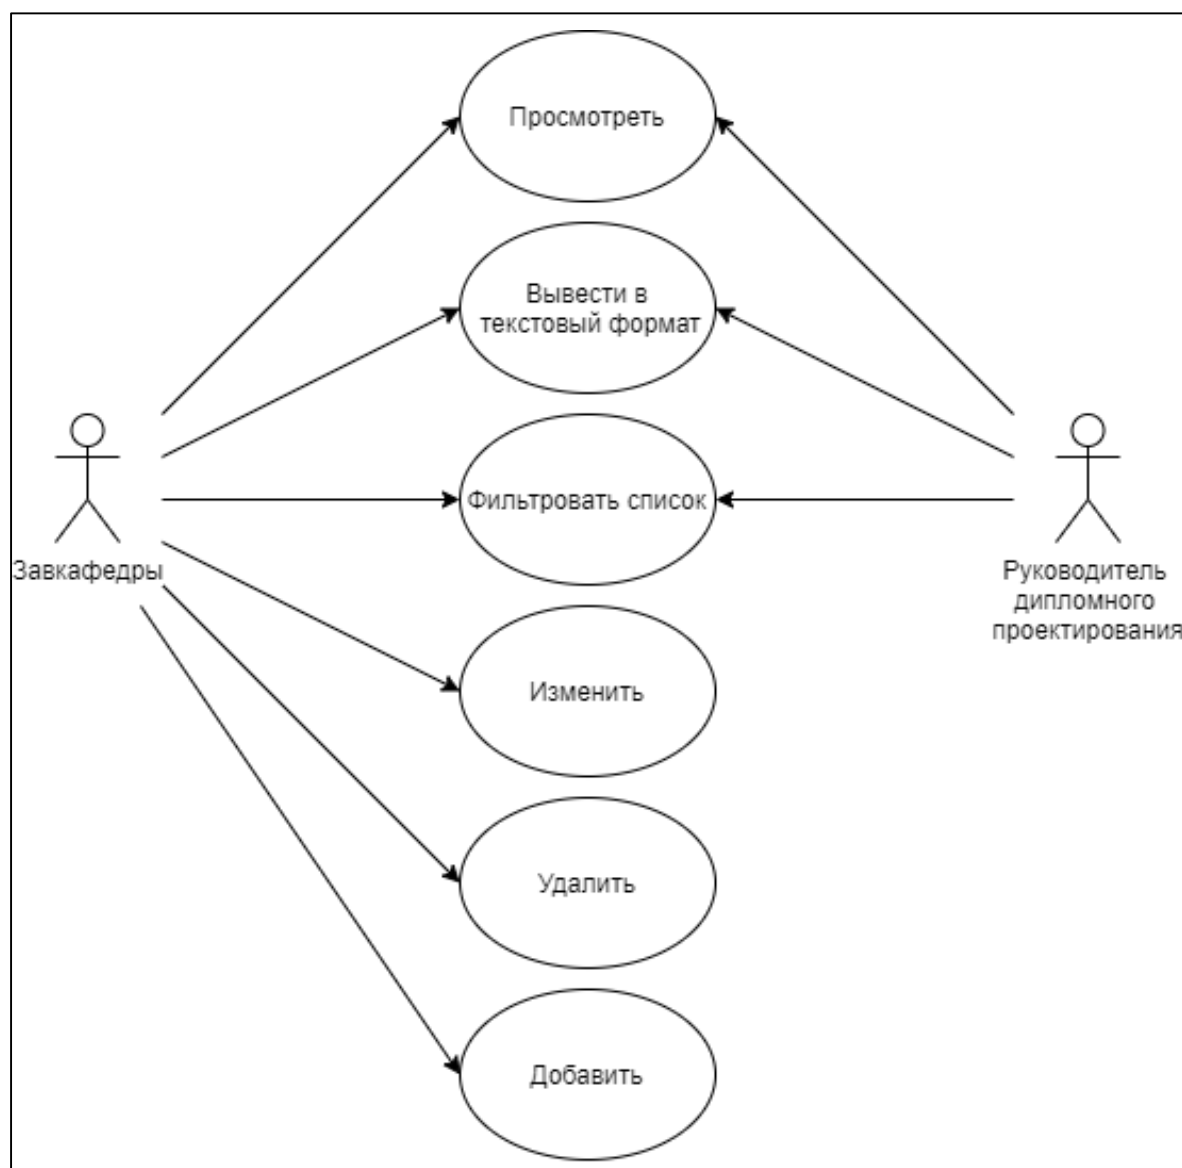 Просмотреть
Вывести в
текстовый формат
Фильтровать список
Завкафедры
Руководитель
дипломного
проектирования
Изменить
Удалить
Добавить